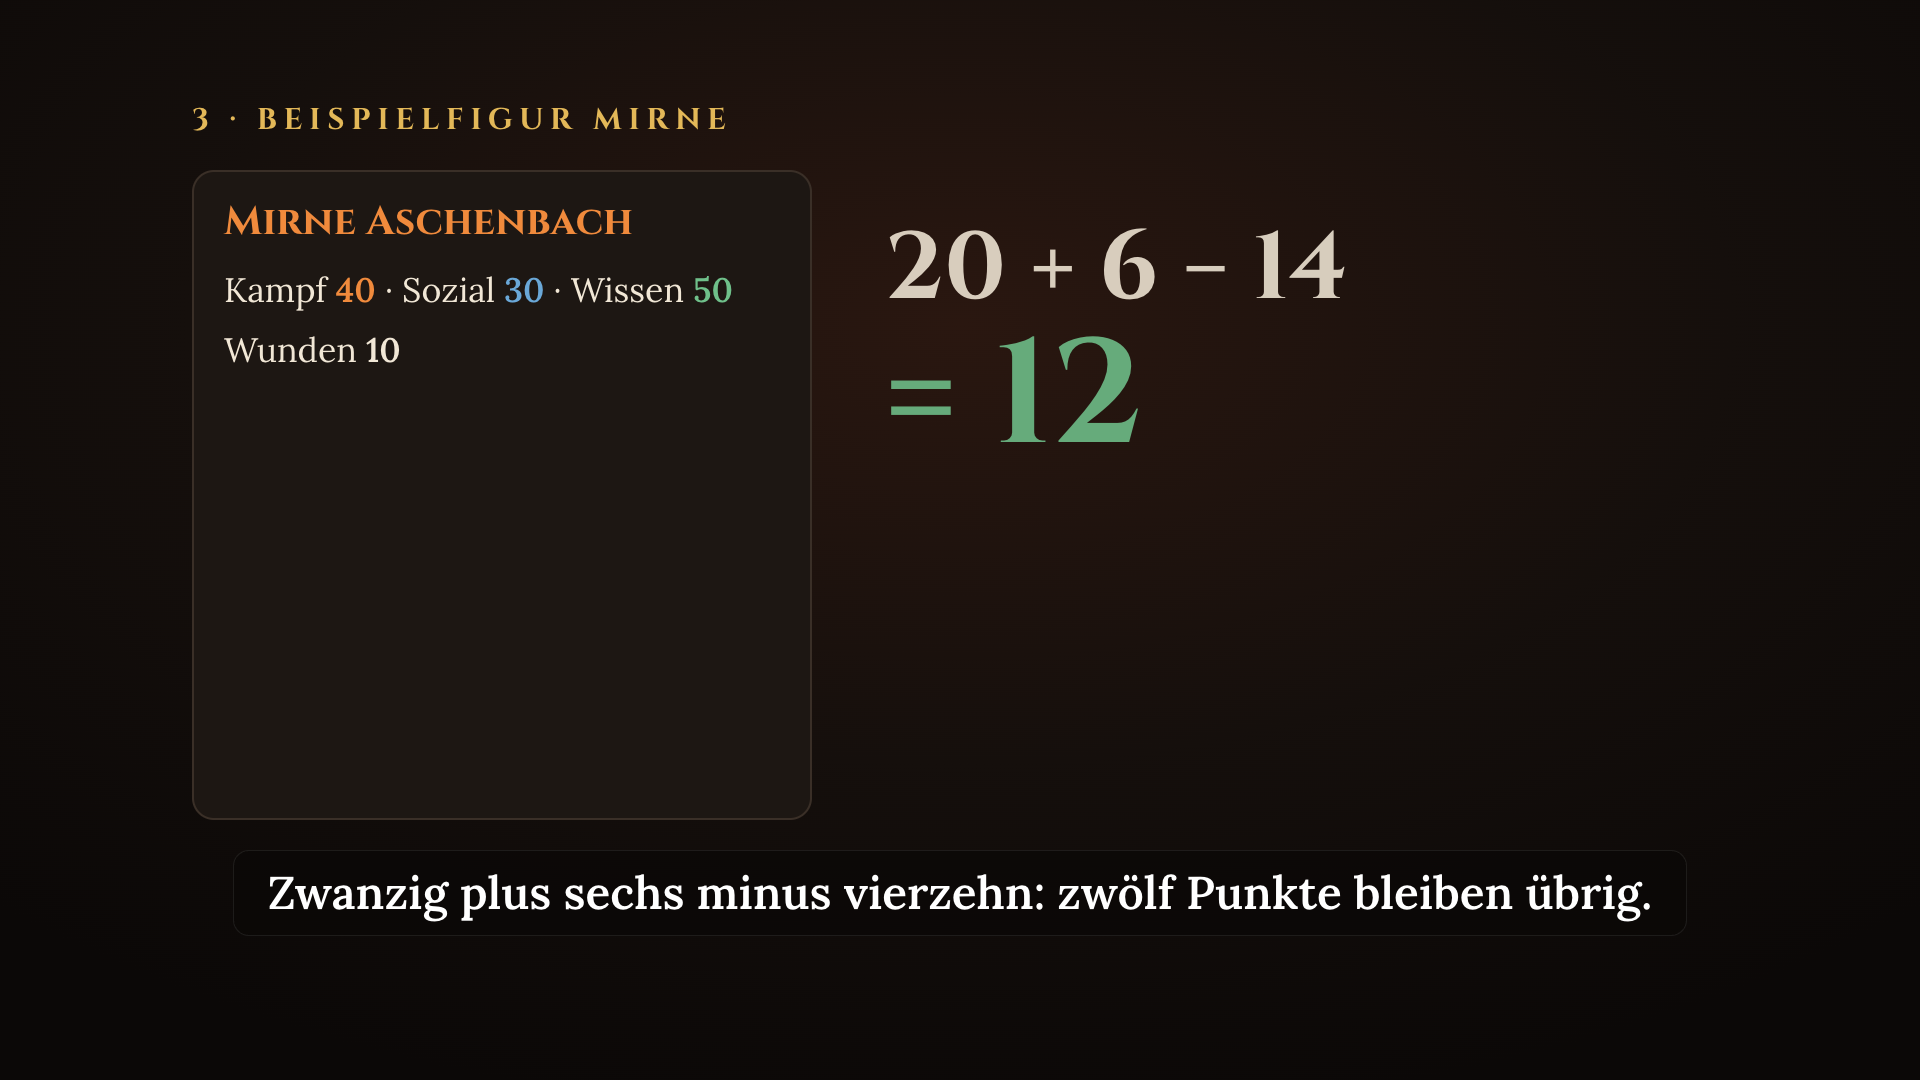 3 · BEISPIELFIGUR MIRNE
Mirne Aschenbach
Kampf 40 · Sozial 30 · Wissen 50
Wunden 10
20 + 6 − 14
= 12
Zwanzig plus sechs minus vierzehn: zwölf Punkte bleiben übrig.